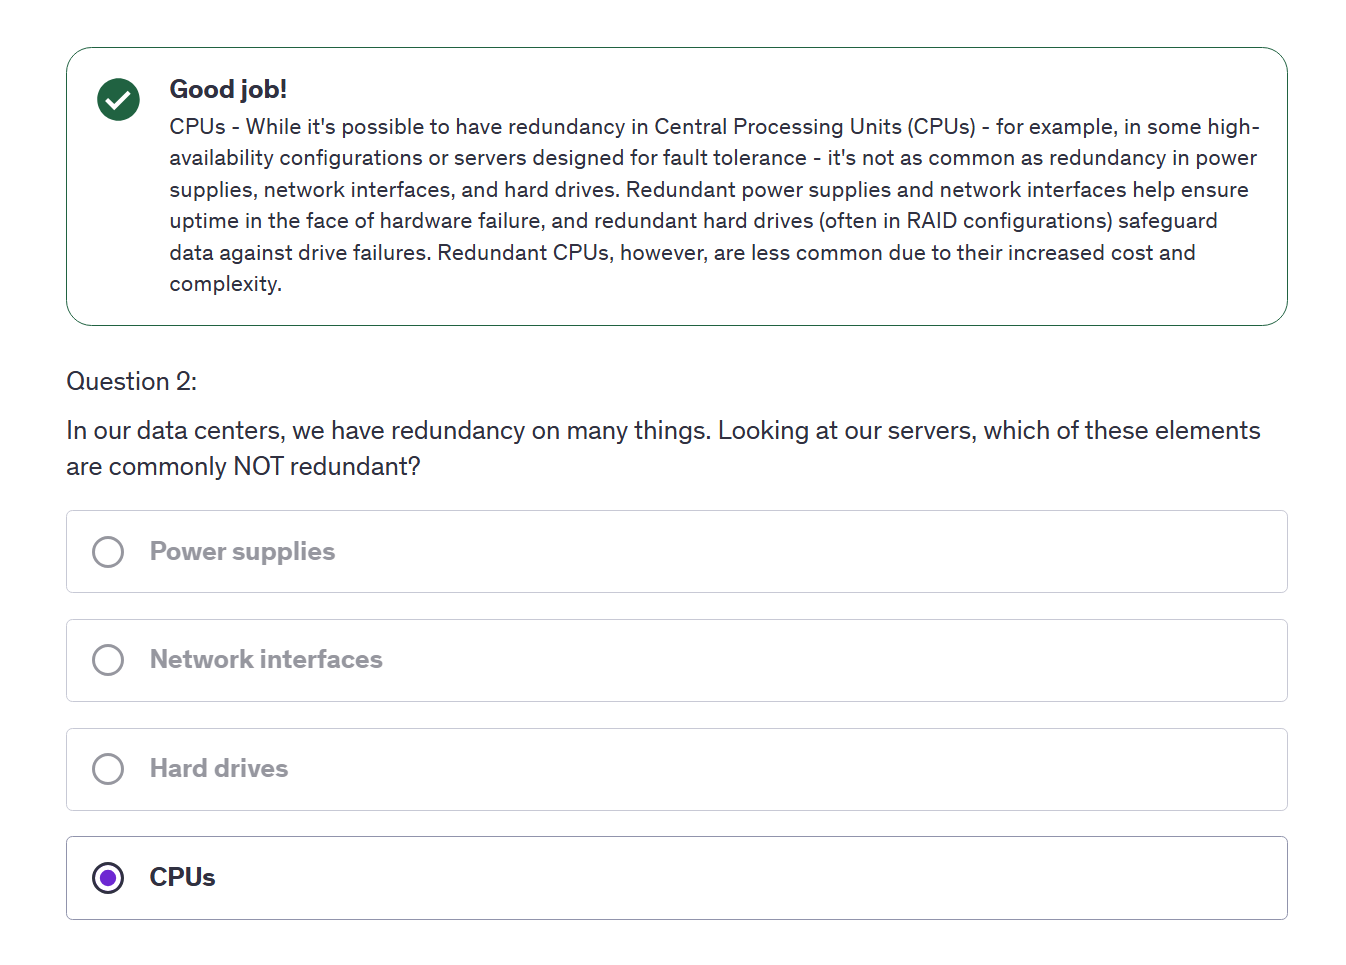 Good job!
CPUs - While it's possible to have redundancy in Central Processing Units (CPUs) - for example, in some high-
availability configurations or servers designed for fault tolerance - it's not as common as redundancy in power
supplies, network interfaces, and hard drives. Redundant power supplies and network interfaces help ensure
uptime in the face of hardware failure, and redundant hard drives (often in RAID configurations) safeguard
data against drive failures. Redundant CPUs, however, are less common due to their increased cost and
complexity.
Question 2:
In our data centers, we have redundancy on many things. Looking at our servers, which of these elements
are commonly NOT redundant?
Power supplies
Network interfaces
Hard drives
CPUs